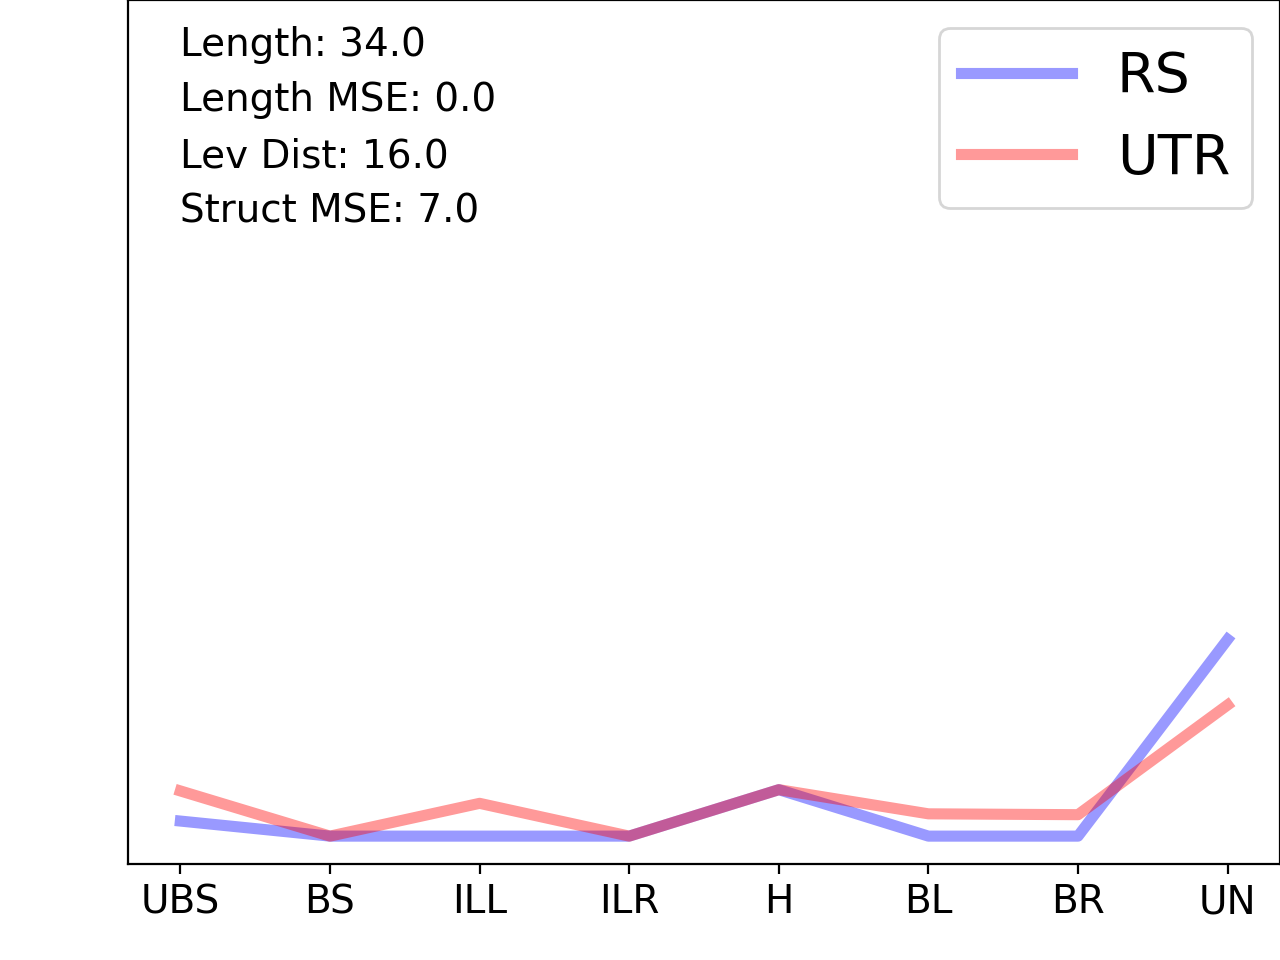 Length: 34.0
Length MSE: 0.0
Lev Dist: 16.0
Struct MSE: 7.0
RS
UTR
UBS BS ILL ILR H BL BR UN